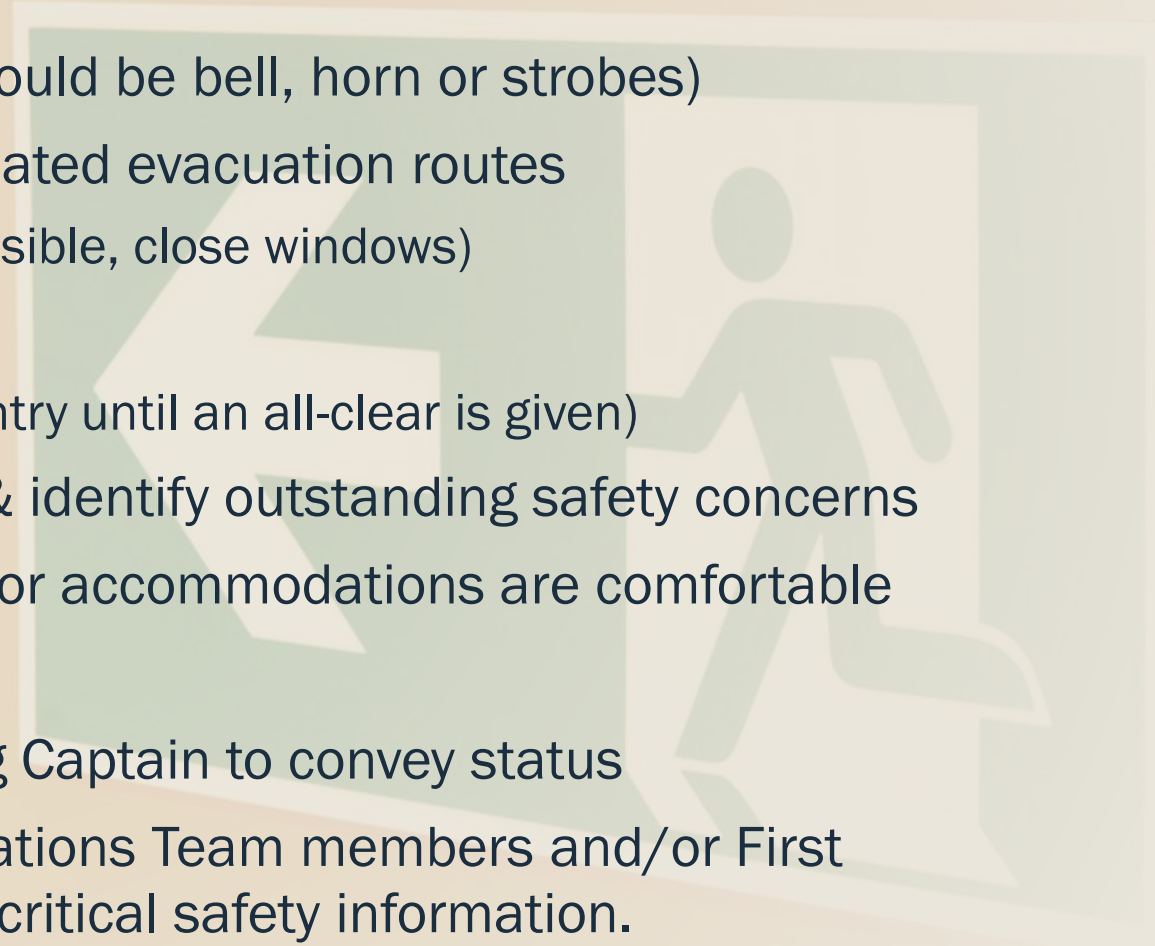 ould be bell, horn or strobes)
ated evacuation routes
sible, close windows)
ntry until an all-clear is given)
& identify outstanding safety concerns
or accommodations are comfortable
g Captain to convey status
ations Team members and/or First
critical safety information.